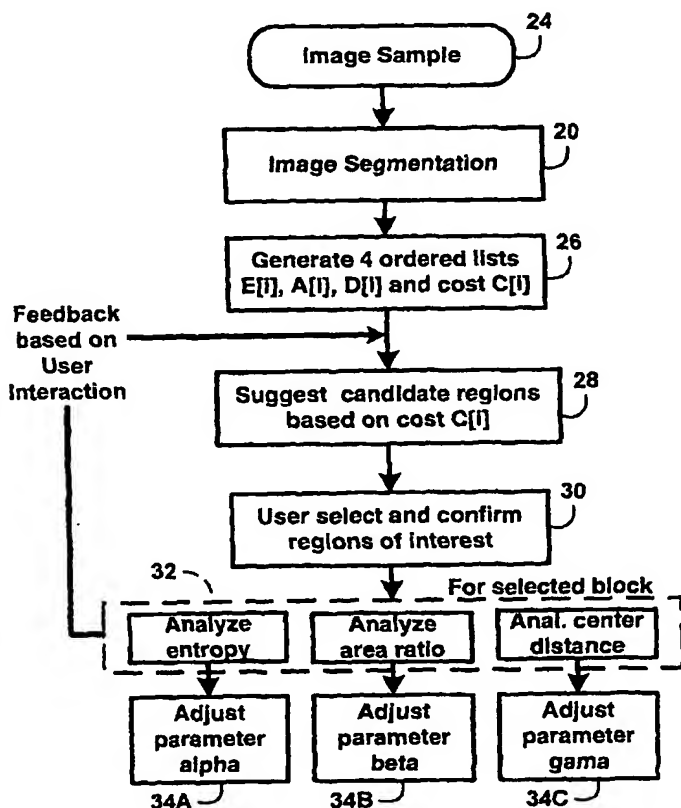 24
Image Sample
20
Image Segmentation
26
Generate 4 ordered lists
E[i], A[i], D[i] and cost C[i]
Feedback
based on
User
Interaction
28
Suggest candidate regions
based on cost C[i]
30
User select and confirm
regions of interest
32
For selected block
Analyze
entropy
Analyze
area ratio
Anal. center
distance
Adjust
parameter
alpha
Adjust
parameter
beta
Adjust
parameter
gama
34A
34B
34C